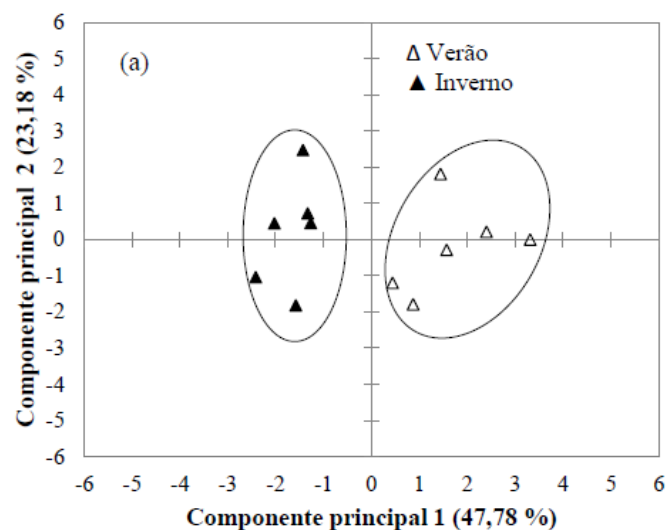 (a)
Verão
Inverno
Componente principal 2 (23,18 %)
6
5
4
3
2
1
0
-1
-2
-3
-4
-5
-6
-6 -5 -4 -3 -2 -1 0 1 2 3 4 5 6
Componente principal 1 (47,78 %)